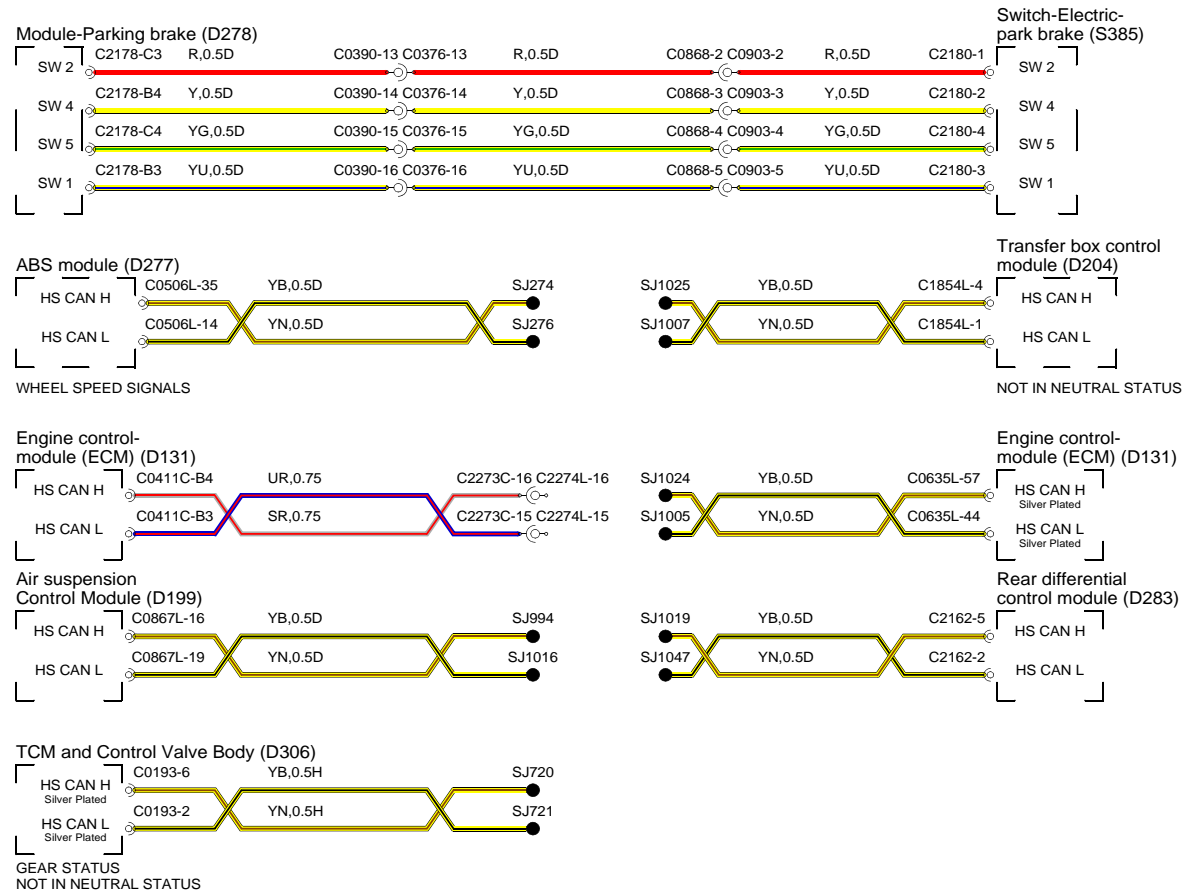 Module-Parking brake (D278)
Switch-Electric-
park brake (S385)
SW 2 C2178-C3 R,0.5D C0390-13 C0376-13 R,0.5D C0868-2 C0903-2 R,0.5D C2180-1 SW 2
SW 4 C2178-B4 Y,0.5D C0390-14 C0376-14 Y,0.5D C0868-3 C0903-3 Y,0.5D C2180-2 SW 4
SW 5 C2178-C4 YG,0.5D C0390-15 C0376-15 YG,0.5D C0868-4 C0903-4 YG,0.5D C2180-4 SW 5
SW 1 C2178-B3 YU,0.5D C0390-16 C0376-16 YU,0.5D C0868-5 C0903-5 YU,0.5D C2180-3 SW 1
ABS module (D277)
HS CAN H C0506L-35 YB,0.5D SJ274
HS CAN L C0506L-14 YN,0.5D SJ276
WHEEL SPEED SIGNALS
Transfer box control
module (D204)
SJ1025 YB,0.5D C1854L-4 HS CAN H
SJ1007 YN,0.5D C1854L-1 HS CAN L
NOT IN NEUTRAL STATUS
Engine control-
module (ECM) (D131)
HS CAN H C0411C-B4 UR,0.75 C2273C-16 C2274L-16
HS CAN L C0411C-B3 SR,0.75 C2273C-15 C2274L-15
Engine control-
module (ECM) (D131)
SJ1024 YB,0.5D C0635L-57 HS CAN H
Silver Plated
SJ1005 YN,0.5D C0635L-44 HS CAN L
Silver Plated
Air suspension
Control Module (D199)
HS CAN H C0867L-16 YB,0.5D SJ994
HS CAN L C0867L-19 YN,0.5D SJ1016
Rear differential
control module (D283)
SJ1019 YB,0.5D C2162-5 HS CAN H
SJ1047 YN,0.5D C2162-2 HS CAN L
TCM and Control Valve Body (D306)
HS CAN H C0193-6 YB,0.5H SJ720
Silver Plated
HS CAN L C0193-2 YN,0.5H SJ721
Silver Plated
GEAR STATUS
NOT IN NEUTRAL STATUS